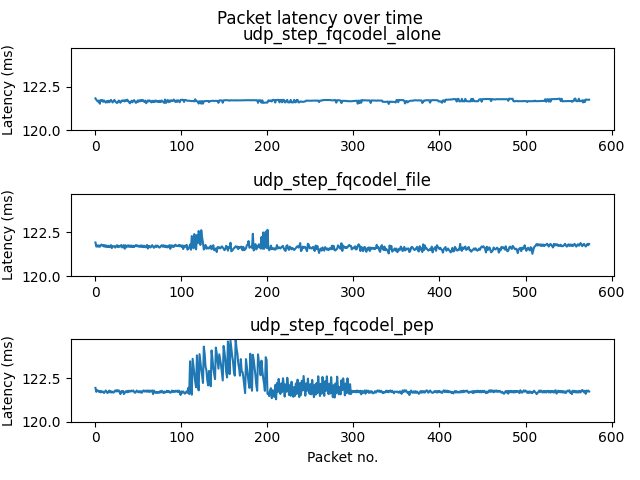 Packet latency over time
udp_step_fqcodel_alone
Latency (ms)
122.5
120.0
0 100 200 300 400 500 600
udp_step_fqcodel_file
Latency (ms)
122.5
120.0
0 100 200 300 400 500 600
udp_step_fqcodel_pep
Latency (ms)
122.5
120.0
0 100 200 300 400 500 600
Packet no.